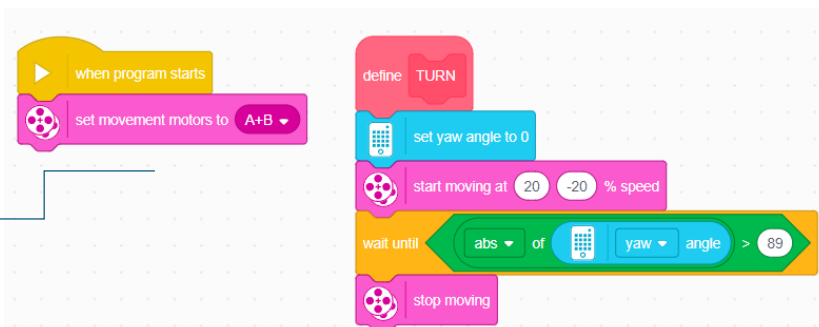 when program starts
set movement motors to A+B
define TURN
set yaw angle to 0
start moving at 20 -20 % speed
wait until abs of yaw angle > 89
stop moving